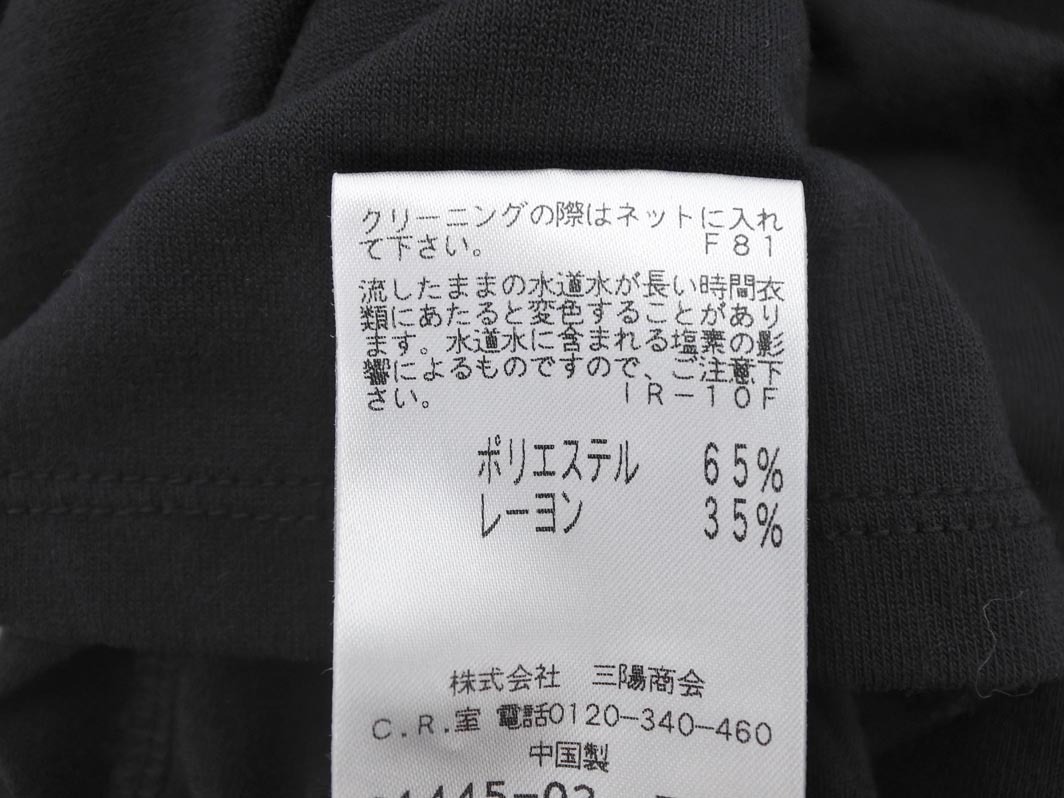 クリーニングの際はネットに入れ
て下さい。 F81
流したままの水道水が長い時間衣
類にあたると変色することがあり
ます。水道水に含まれる塩素の影
響によるものですので、ご注意下
さい。 IR-10F
ポリエステル 65%
レーヨン 35%
株式会社 三陽商会
C.R.室 電話0120-340-460
中国製